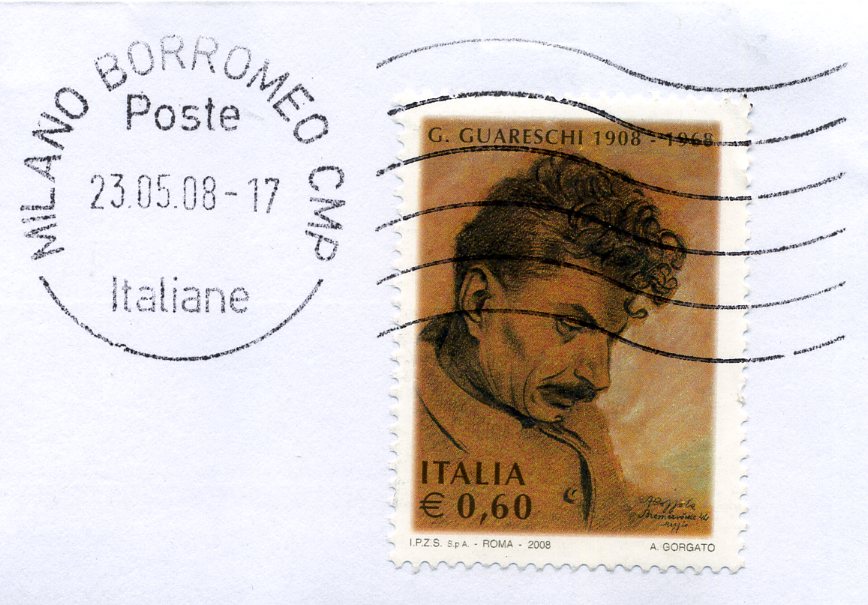 MILANO BORROMEO CMP
Poste
23.05.08-17
Italiane
G. GUARESCHI 1908 - 1968
ITALIA
€ 0,60
I.P.Z.S. S.p.A. - ROMA - 2008
A. GORGATO